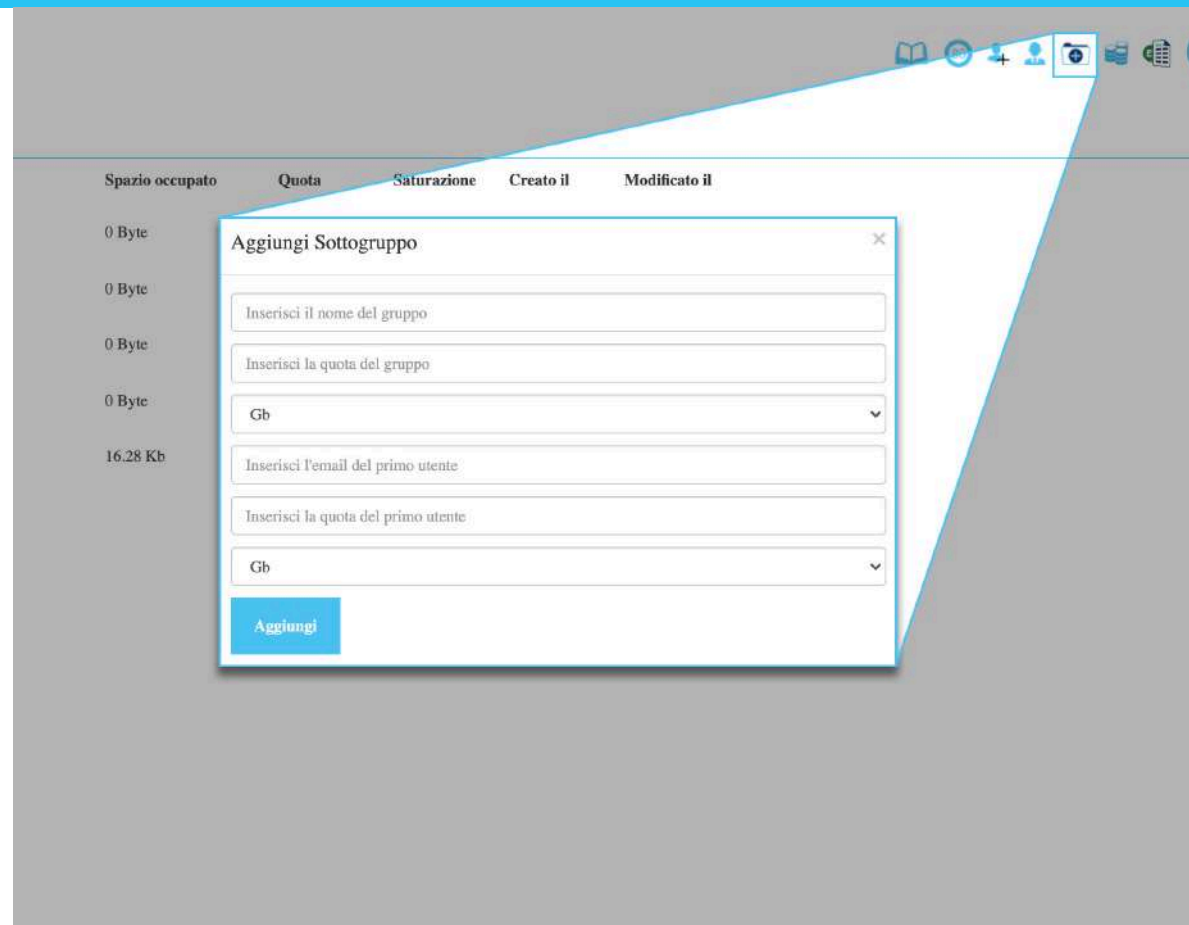 Spazio occupato Quota Saturazione Creato il Modificato il
0 Byte
Aggiungi Sottogruppo ×
0 Byte
Inserisci il nome del gruppo
0 Byte
Inserisci la quota del gruppo
0 Byte
Gb
16.28 Kb
Inserisci l'email del primo utente
Inserisci la quota del primo utente
Gb
Aggiungi